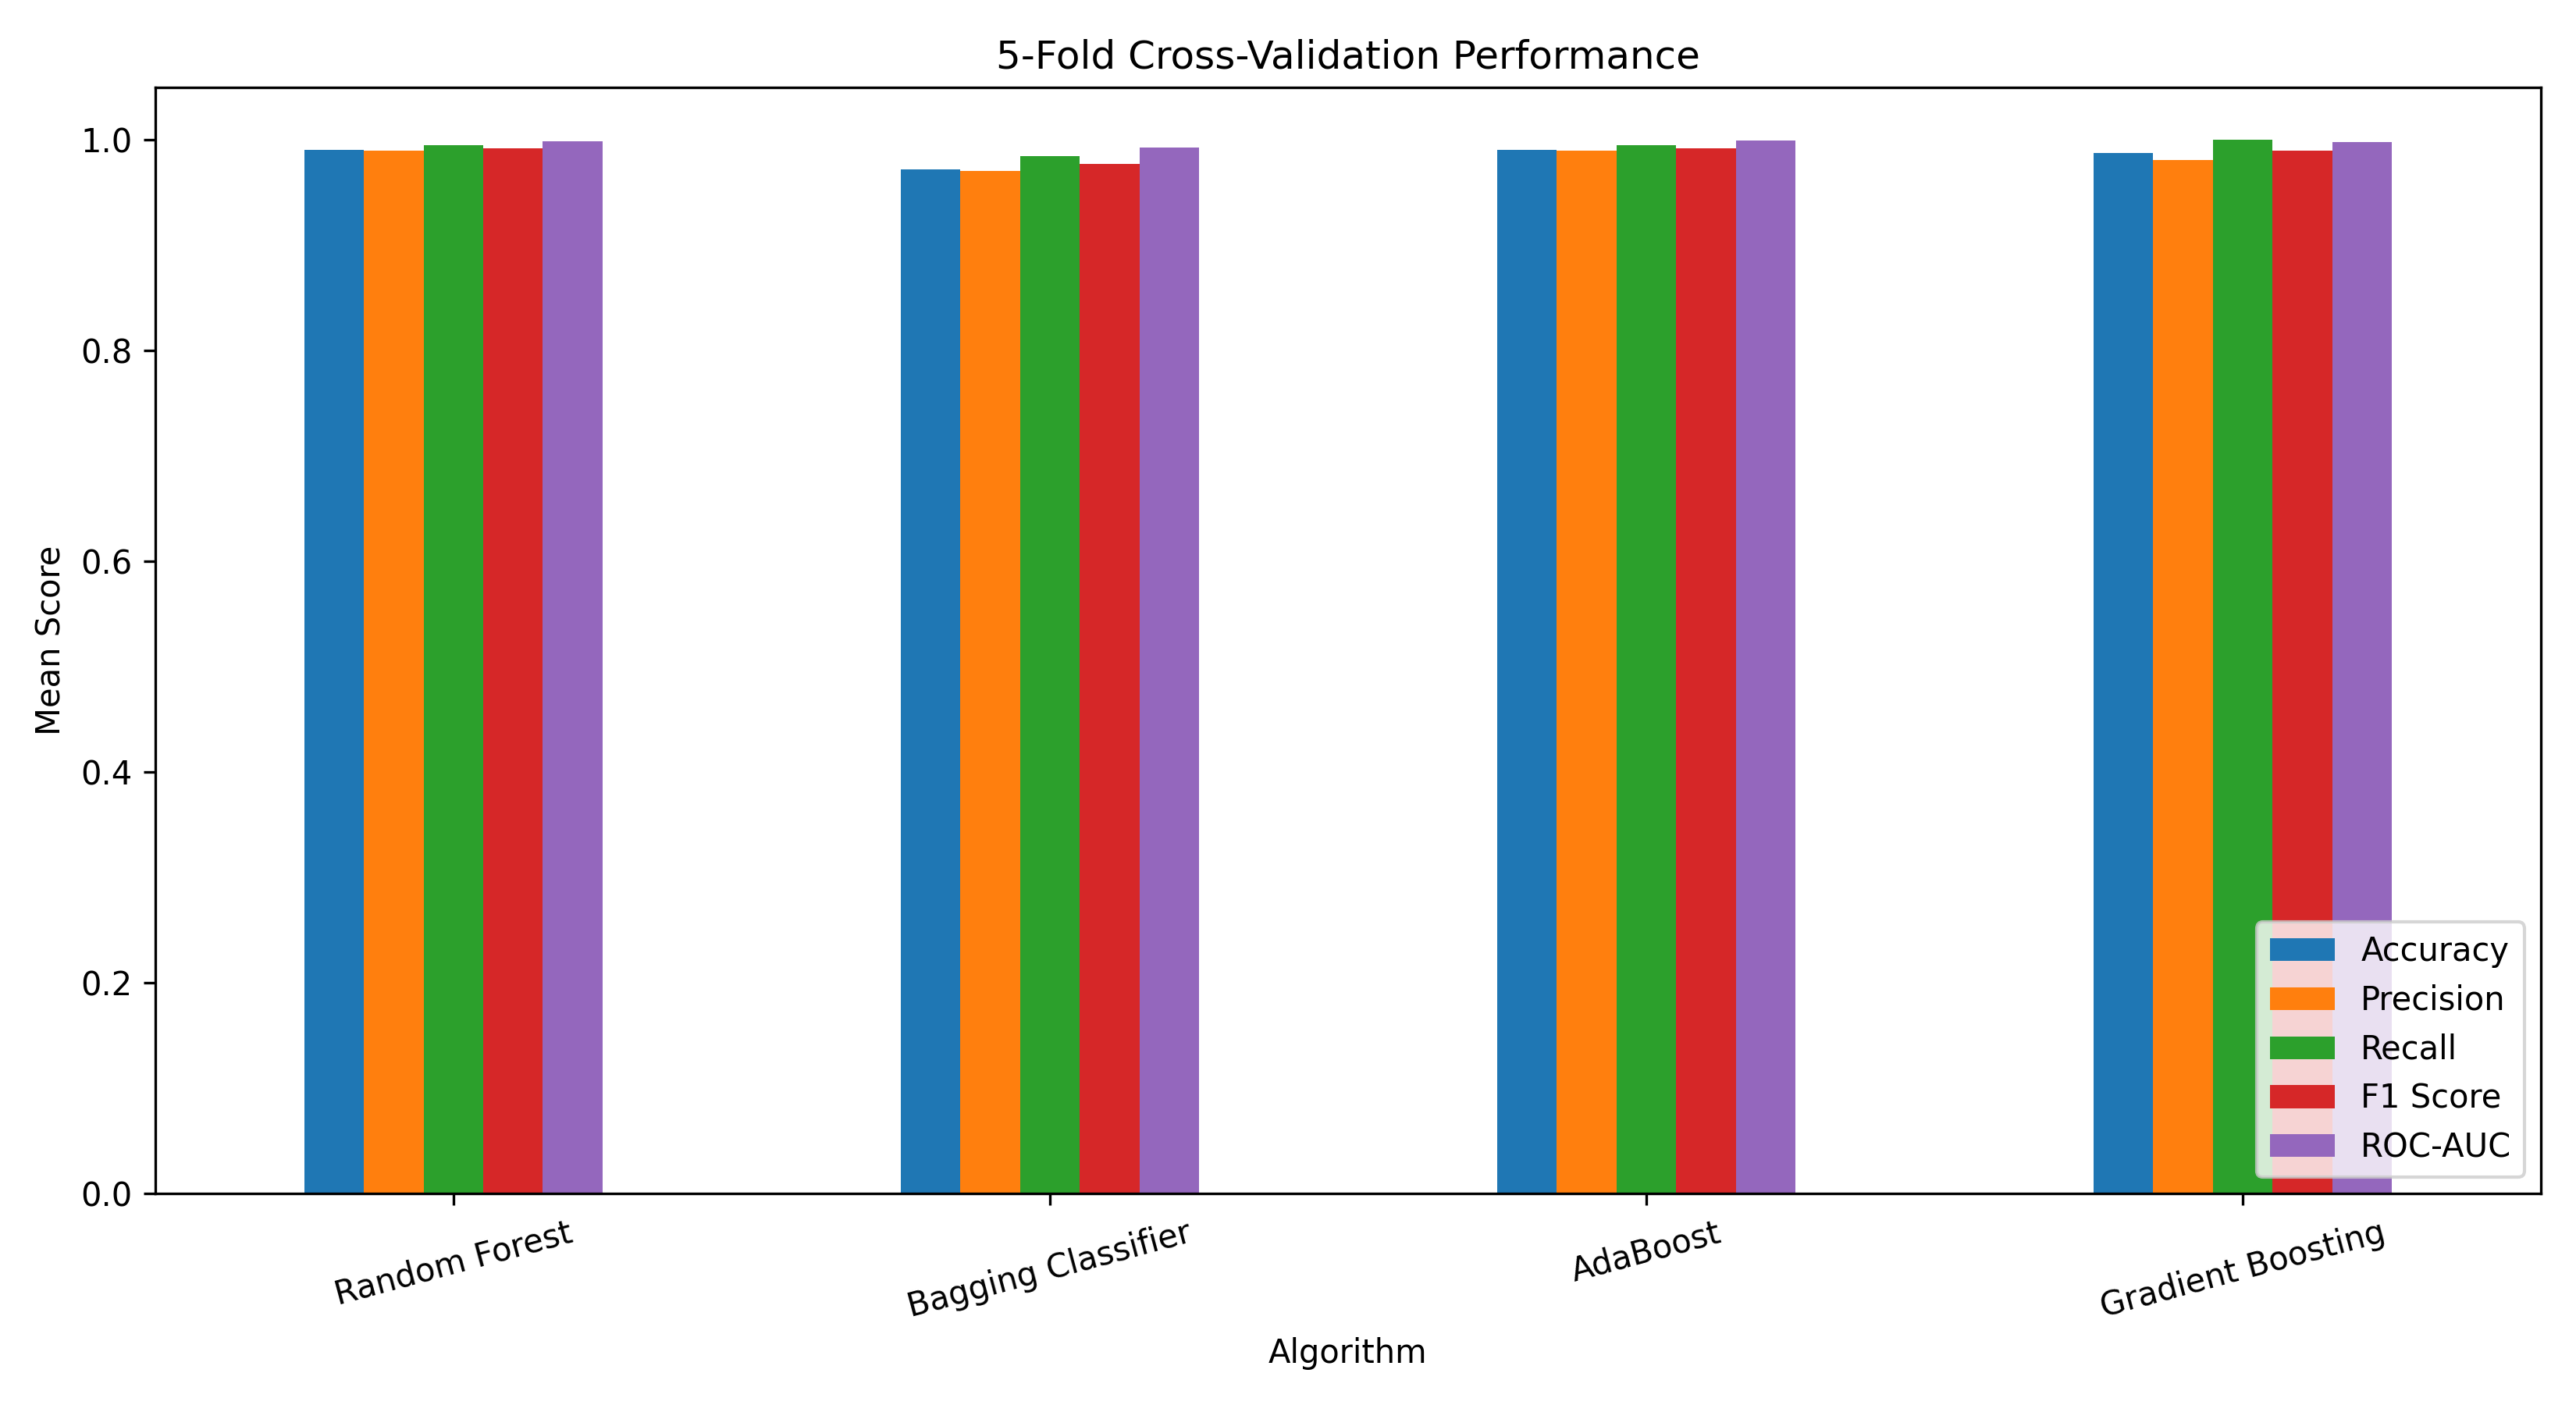 5-Fold Cross-Validation Performance
Mean Score
1.0
0.8
0.6
0.4
0.2
0.0
Accuracy
Precision
Recall
F1 Score
ROC-AUC
Random Forest
Bagging Classifier
AdaBoost
Gradient Boosting
Algorithm